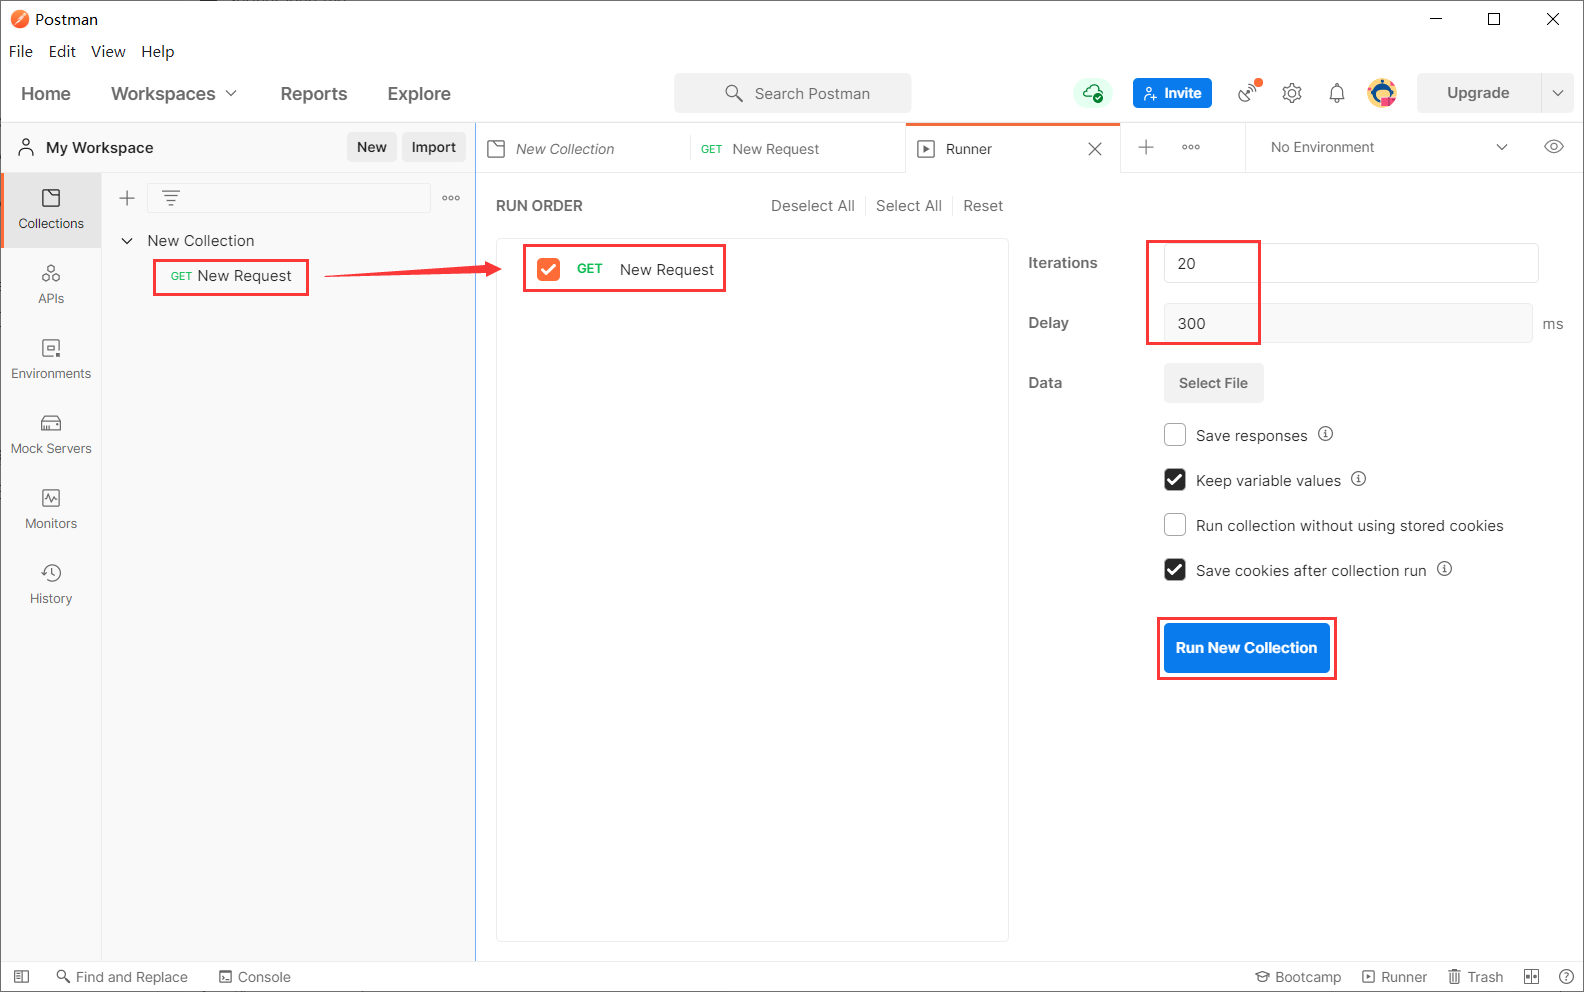 Postman
File Edit View Help
Home Workspaces Reports Explore Search Postman Invite Upgrade
My Workspace New Import
New Collection GET New Request Runner No Environment
Collections
APIs
Environments
Mock Servers
Monitors
History
New Collection
GET New Request
RUN ORDER Deselect All Select All Reset
GET New Request
Iterations 20
Delay 300 ms
Data Select File
Save responses
Keep variable values
Run collection without using stored cookies
Save cookies after collection run
Run New Collection
Find and Replace Console Bootcamp Runner Trash